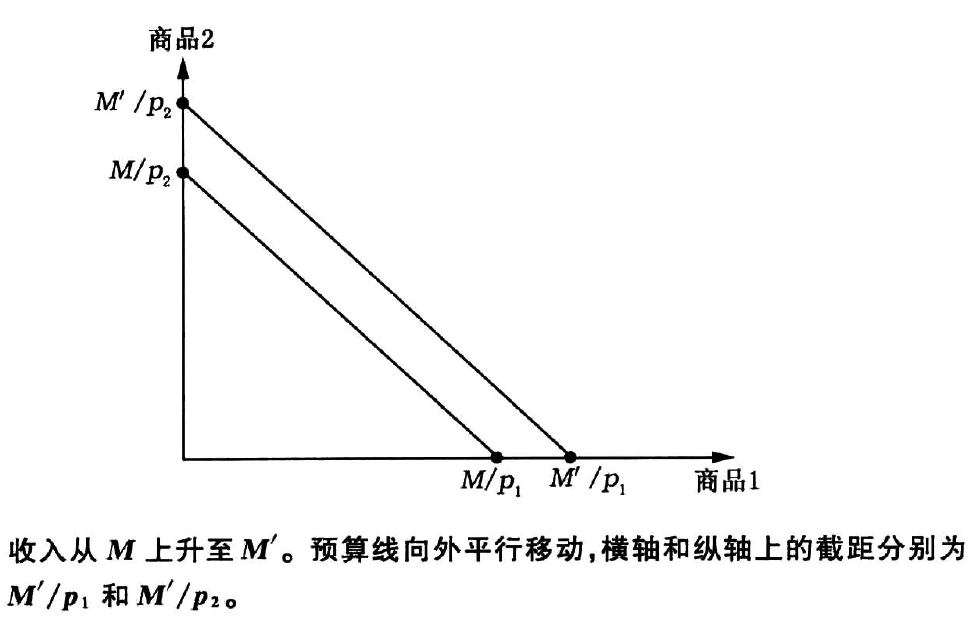 商品2
M′/p₂
M/p₂
M/p₁ M′/p₁
商品1
收入从 M 上升至M′。预算线向外平行移动,横轴和纵轴上的截距分别为
M′/p₁ 和 M′/p₂。